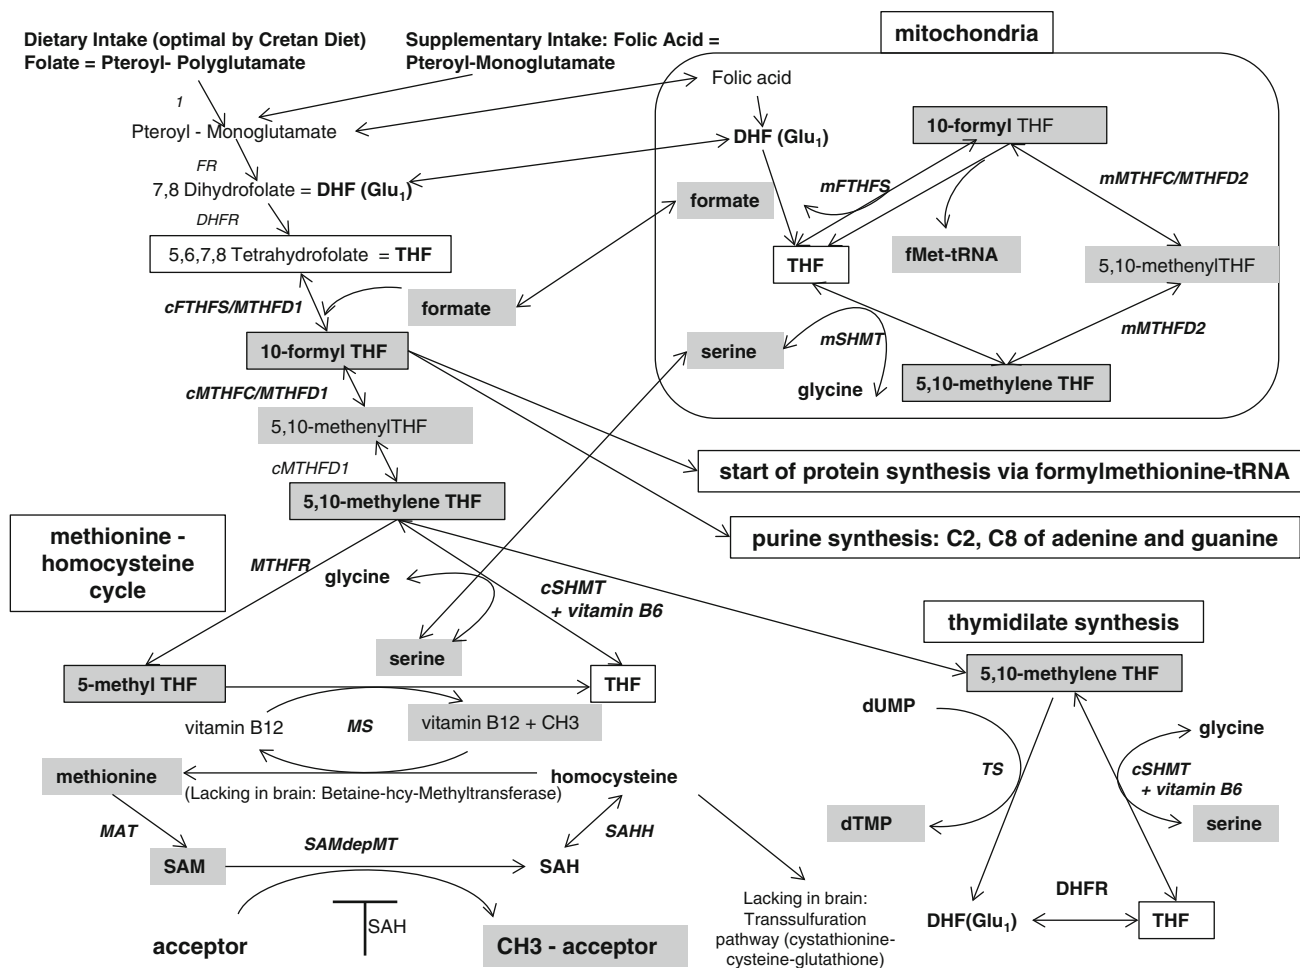 Dietary Intake (optimal by Cretan Diet)
Folate = Pteroyl- Polyglutamate
Supplementary Intake: Folic Acid =
Pteroyl-Monoglutamate
1
Pteroyl - Monoglutamate
FR
7,8 Dihydrofolate = DHF (Glu1)
DHFR
5,6,7,8 Tetrahydrofolate = THF
cFTHFS/MTHFD1
formate
10-formyl THF
cMTHFC/MTHFD1
5,10-methenylTHF
cMTHFD1
5,10-methylene THF
mitochondria
Folic acid
DHF (Glu1)
10-formyl THF
mFTHFS
mMTHFC/MTHFD2
formate
THF
fMet-tRNA
5,10-methenylTHF
serine
mSHMT
mMTHFD2
glycine
5,10-methylene THF
start of protein synthesis via formylmethionine-tRNA
purine synthesis: C2, C8 of adenine and guanine
methionine -
homocysteine
cycle
MTHFR
glycine
cSHMT
+ vitamin B6
serine
5-methyl THF
THF
vitamin B12
MS
vitamin B12 + CH3
methionine
homocysteine
(Lacking in brain: Betaine-hcy-Methyltransferase)
MAT
SAMdepMT
SAHH
SAM
SAH
SAH
acceptor
CH3 - acceptor
Lacking in brain:
Transsulfuration
pathway (cystathionine-
cysteine-glutathione)
thymidilate synthesis
5,10-methylene THF
dUMP
glycine
TS
cSHMT
+ vitamin B6
dTMP
serine
DHFR
DHF(Glu1)
THF